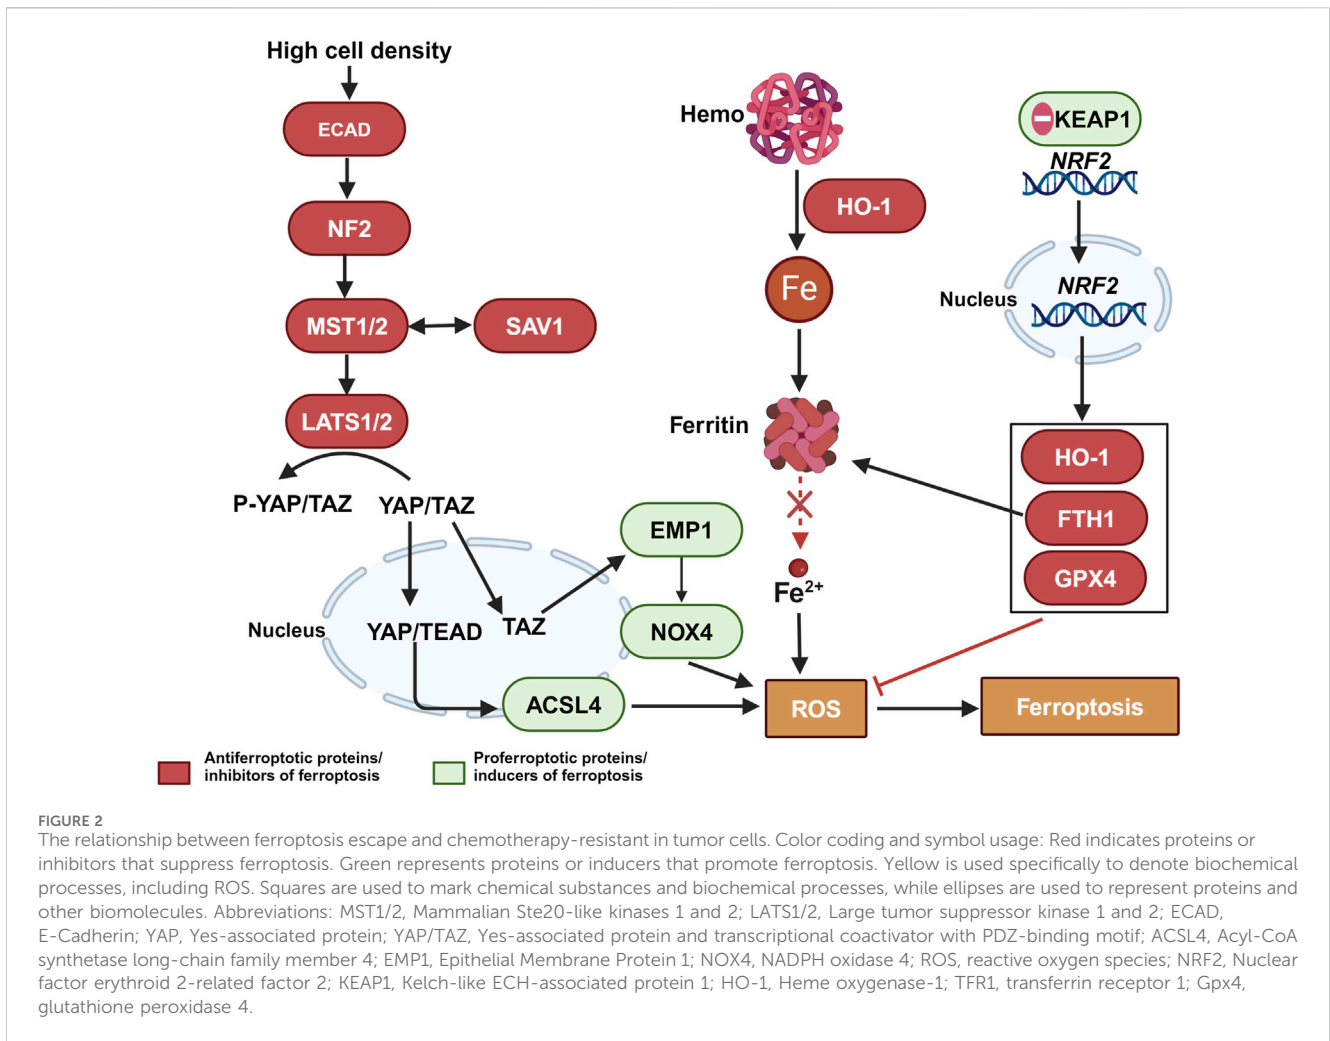 High cell density
ECAD
NF2
MST1/2
SAV1
LATS1/2
P-YAP/TAZ
YAP/TAZ
Nucleus
YAP/TEAD
TAZ
EMP1
NOX4
ACSL4
Hemo
HO-1
Fe
Ferritin
Fe²⁺
ROS
Ferroptosis
KEAP1
NRF2
Nucleus
NRF2
HO-1
FTH1
GPX4
Antiferroptotic proteins/
inhibitors of ferroptosis
Proferroptotic proteins/
inducers of ferroptosis
FIGURE 2
The relationship between ferroptosis escape and chemotherapy-resistant in tumor cells. Color coding and symbol usage: Red indicates proteins or
inhibitors that suppress ferroptosis. Green represents proteins or inducers that promote ferroptosis. Yellow is used specifically to denote biochemical
processes, including ROS. Squares are used to mark chemical substances and biochemical processes, while ellipses are used to represent proteins and
other biomolecules. Abbreviations: MST1/2, Mammalian Ste20-like kinases 1 and 2; LATS1/2, Large tumor suppressor kinase 1 and 2; ECAD,
E-Cadherin; YAP, Yes-associated protein; YAP/TAZ, Yes-associated protein and transcriptional coactivator with PDZ-binding motif; ACSL4, Acyl-CoA
synthetase long-chain family member 4; EMP1, Epithelial Membrane Protein 1; NOX4, NADPH oxidase 4; ROS, reactive oxygen species; NRF2, Nuclear
factor erythroid 2-related factor 2; KEAP1, Kelch-like ECH-associated protein 1; HO-1, Heme oxygenase-1; TFR1, transferrin receptor 1; Gpx4,
glutathione peroxidase 4.